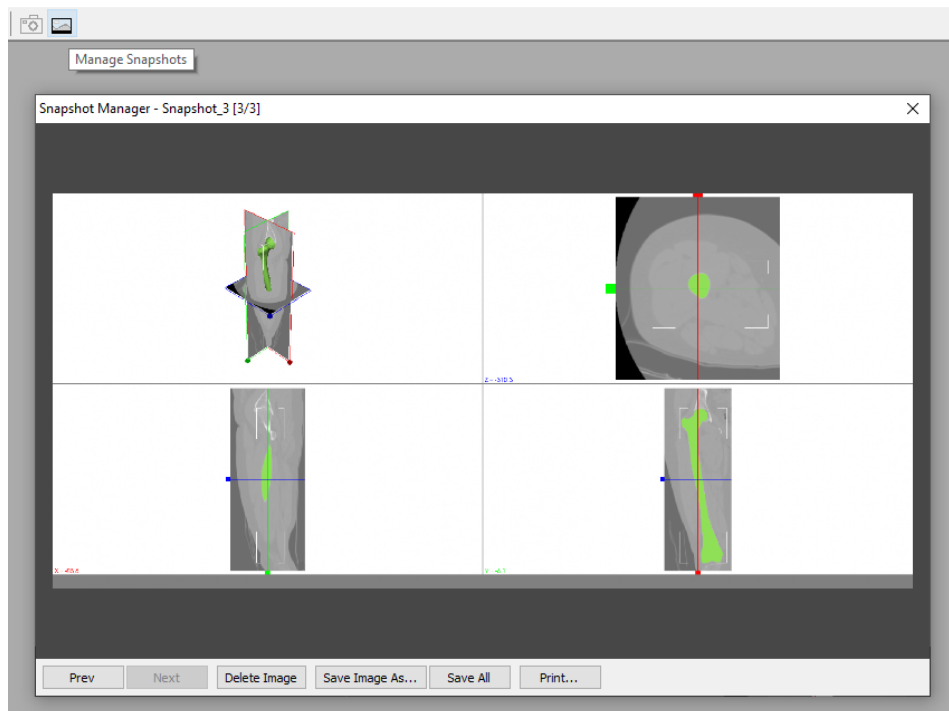 Manage Snapshots
Snapshot Manager - Snapshot_3 [3/3]
Prev
Next
Delete Image
Save Image As...
Save All
Print...